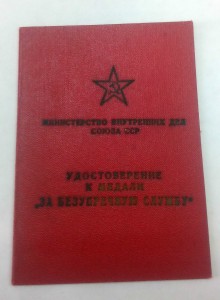 МИНИСТЕРСТВО ВНУТРЕННИХ ДЕЛ
СОЮЗА ССР
УДОСТОВЕРЕНИЕ
К МЕДАЛИ
„ЗА БЕЗУПРЕЧНУЮ СЛУЖБУ“